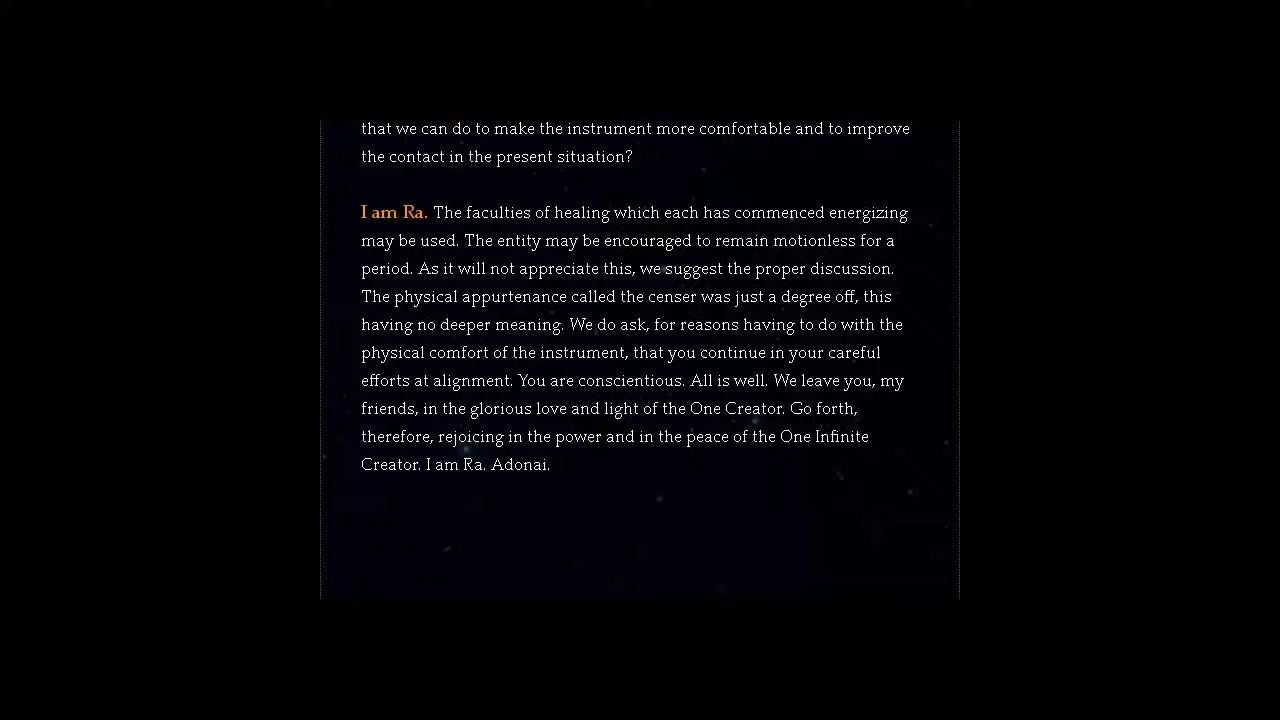 that we can do to make the instrument more comfortable and to improve
the contact in the present situation?
I am Ra. The faculties of healing which each has commenced energizing
may be used. The entity may be encouraged to remain motionless for a
period. As it will not appreciate this, we suggest the proper discussion.
The physical appurtenance called the censer was just a degree off, this
having no deeper meaning. We do ask, for reasons having to do with the
physical comfort of the instrument, that you continue in your careful
efforts at alignment. You are conscientious. All is well. We leave you, my
friends, in the glorious love and light of the One Creator. Go forth,
therefore, rejoicing in the power and in the peace of the One Infinite
Creator. I am Ra. Adonai.